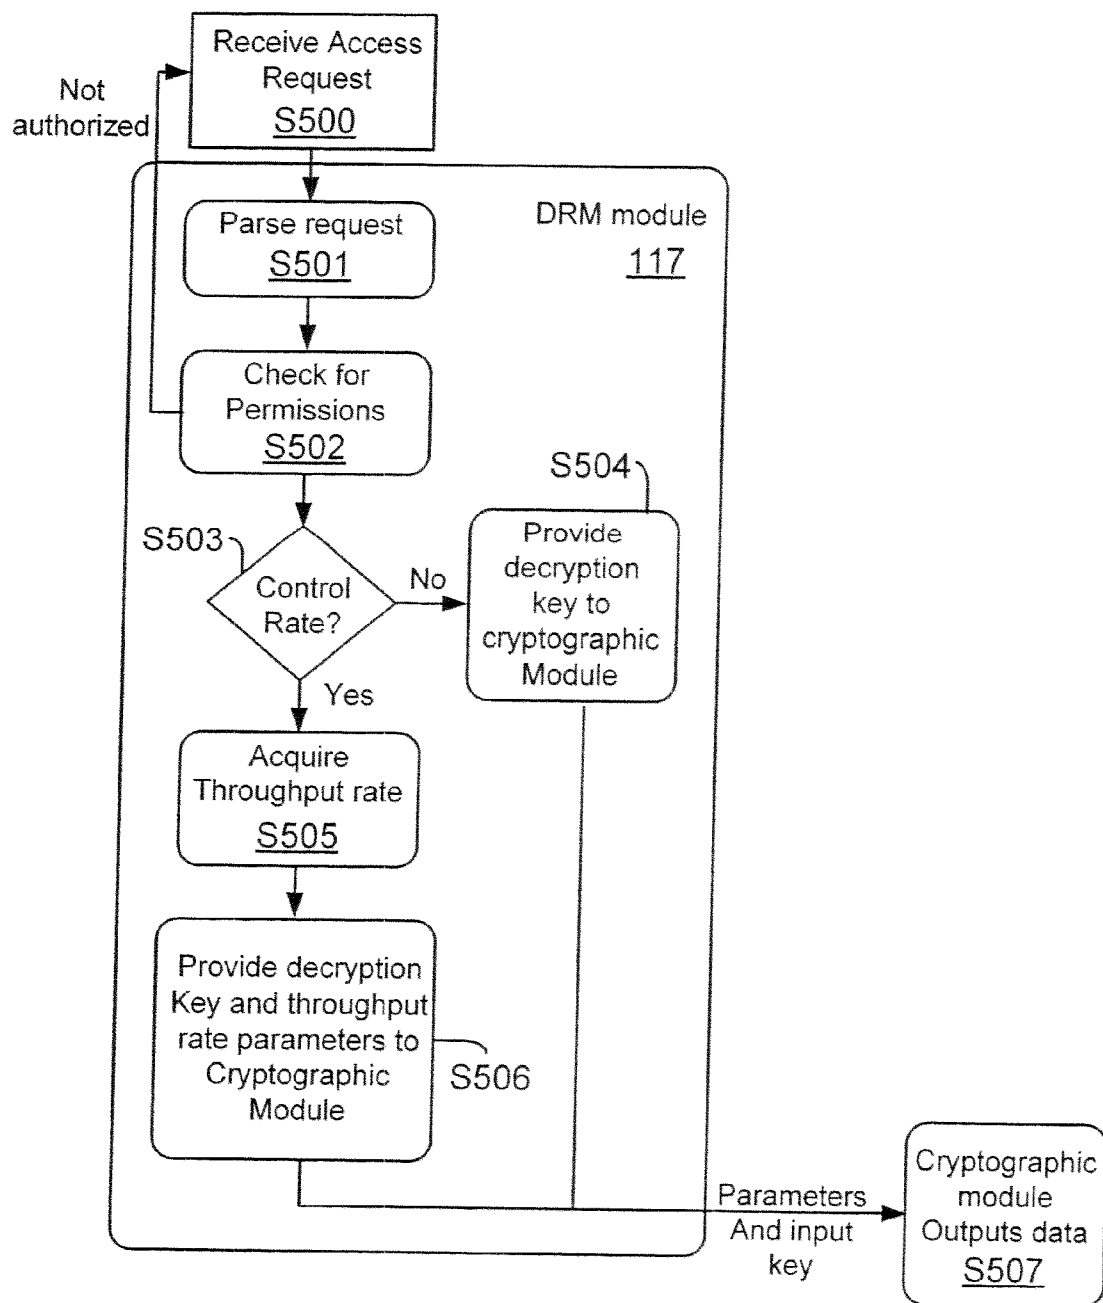 Receive Access
Request
S500
Not
authorized
Parse request
S501
DRM module
117
Check for
Permissions
S502
S503
Control
Rate?
No
Yes
S504
Provide
decryption
key to
cryptographic
Module
Acquire
Throughput rate
S505
Provide decryption
Key and throughput
rate parameters to
Cryptographic
Module
S506
Parameters
And input
key
Cryptographic
module
Outputs data
S507